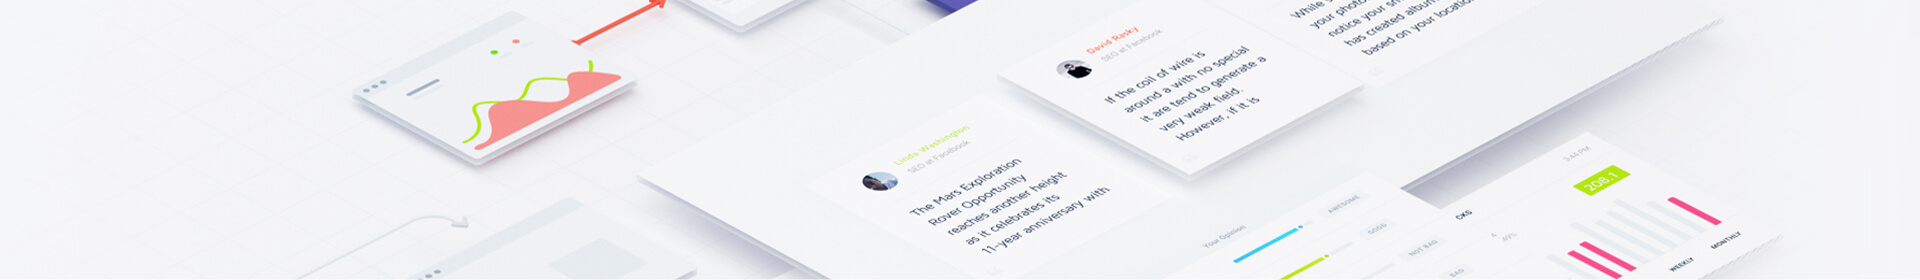 While
your photo
notice your sm
has created album
based on your location
David Rasky
SEO at Facebook
If the coil of wire is
around a with no special
it are tend to generate a
very weak field.
However, if it is
Linda Washington
SEO at Facebook
The Mars Exploration
Rover Opportunity
reaches another height
as it celebrates its
11-year anniversary with
Your Opinion
AWESOME
GOOD
NOT BAD
BAD
3:44 PM
208.1
CKS
MONTHLY
WEEKLY